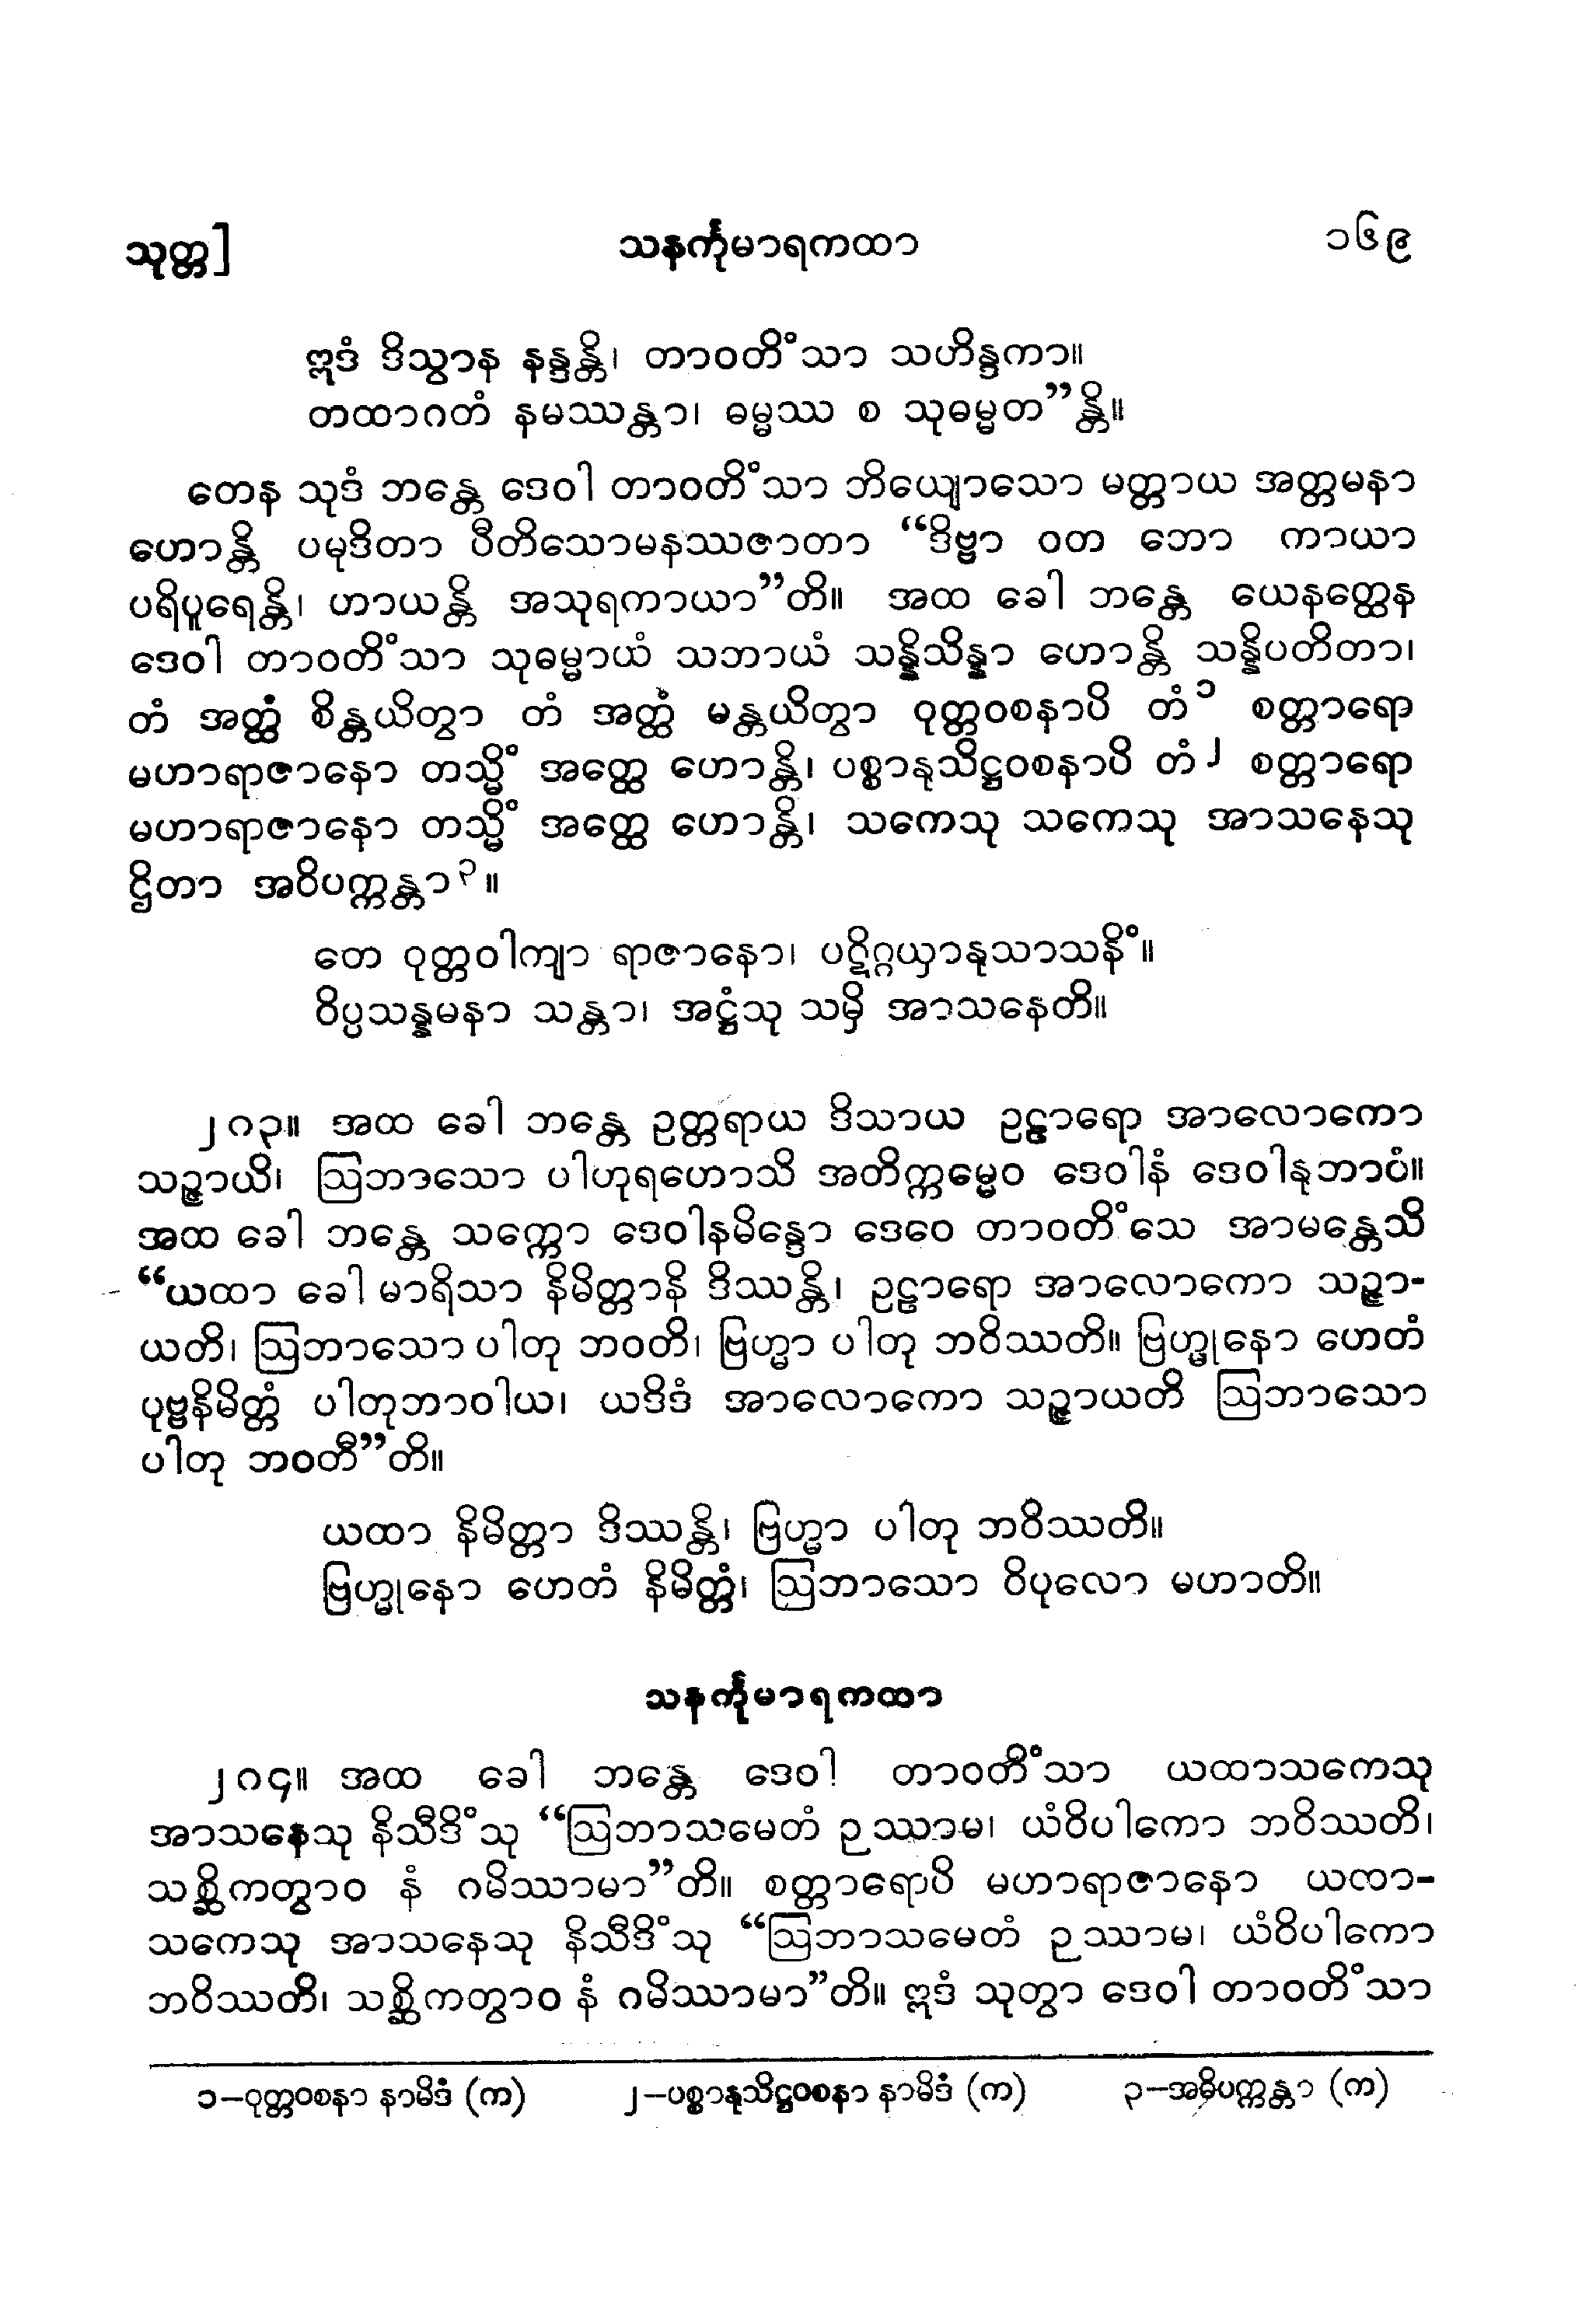 သုတ္တ] သနင်္ကုမာရကထာ ၁၆၉
ဣဒံ ဒိသွာန နန္ဒန္တိ၊ တာဝတိံသာ သဟိန္ဒကာ။
တထာဂတံ နမဿန္တာ၊ ဓမ္မဿ စ သုဓမ္မတ”န္တိ။
တေန သုဒံ ဘန္တေ ဒေဝါ တာဝတိံသာ ဘိယျောသော မတ္တာယ အတ္တမနာ
ဟောန္တိ ပမုဒိတာ ပီတိသောမနဿဇာတာ “ဒိဗ္ဗာ ဝတ ဘော ကာယာ
ပရိပူရေန္တိ၊ ဟာယန္တိ အသုရကာယာ”တိ။ အထ ခေါ ဘန္တေ ယေနတ္ထေန
ဒေဝါ တာဝတိံသာ သုဓမ္မာယံ သဘာယံ သန္နိသိန္နာ ဟောန္တိ သန္နိပတိတာ၊
တံ အတ္ထံ စိန္တယိတွာ တံ အတ္ထံ မန္တယိတွာ ဝုတ္တဝစနာပိ တံ၁ စတ္တာရော
မဟာရာဇာနော တသ္မိံ အတ္ထေ ဟောန္တိ၊ ပစ္စာနုသိဋ္ဌဝစနာပိ တံ၂ စတ္တာရော
မဟာရာဇာနော တသ္မိံ အတ္ထေ ဟောန္တိ၊ သကေသု သကေသု အာသနေသု
ဌိတာ အဝိပက္ကန္တာ၃။
တေ ဝုတ္တဝါကျာ ရာဇာနော၊ ပဋိဂ္ဂယှာနုသာသနိံ။
ဝိပ္ပသန္နမနာ သန္တာ၊ အဋ္ဌံသု သမှိ အာသနေတိ။
၂၀၃။ အထ ခေါ ဘန္တေ ဥတ္တရာယ ဒိသာယ ဥဠာရော အာလောကော
သဉ္ဇာယိ၊ ဩဘာသော ပါတုရဟောသိ အတိက္ကမ္မေဝ ဒေဝါနံ ဒေဝါနုဘာဝံ။
အထ ခေါ ဘန္တေ သက္ကော ဒေဝါနမိန္ဒော ဒေဝေ တာဝတိံသေ အာမန္တေသိ
“ယထာ ခေါ မာရိသာ နိမိတ္တာနိ ဒိဿန္တိ၊ ဥဠာရော အာလောကော သဉ္ဇာ-
ယတိ၊ ဩဘာသော ပါတု ဘဝတိ၊ ဗြဟ္မာ ပါတု ဘဝိဿတိ။ ဗြဟ္မုနော ဟေတံ
ပုဗ္ဗနိမိတ္တံ ပါတုဘာဝါယ၊ ယဒိဒံ အာလောကော သဉ္ဇာယတိ ဩဘာသော
ပါတု ဘဝတီ”တိ။
ယထာ နိမိတ္တာ ဒိဿန္တိ၊ ဗြဟ္မာ ပါတု ဘဝိဿတိ။
ဗြဟ္မုနော ဟေတံ နိမိတ္တံ၊ ဩဘာသော ဝိပုလော မဟာတိ။
သနင်္ကုမာရကထာ
၂၀၄။ အထ ခေါ ဘန္တေ ဒေဝါ တာဝတိံသာ ယထာသကေသု
အာသနေသု နိသီဒိံသု “ဩဘာသမေတံ ဉဿာမ၊ ယံဝိပါကော ဘဝိဿတိ၊
သစ္ဆိကတွာဝ နံ ဂမိဿာမာ”တိ။ စတ္တာရောပိ မဟာရာဇာနော ယထာ-
သကေသု အာသနေသု နိသီဒိံသု “ဩဘာသမေတံ ဉဿာမ၊ ယံဝိပါကော
ဘဝိဿတိ၊ သစ္ဆိကတွာဝ နံ ဂမိဿာမာ”တိ။ ဣဒံ သုတွာ ဒေဝါ တာဝတိံသာ
၁-ဝုတ္တဝစနာ နာမိဒံ (က) ၂-ပစ္စာနုသိဋ္ဌဝစနာ နာမိဒံ (က) ၃-အဓိပက္ကန္တာ (က)